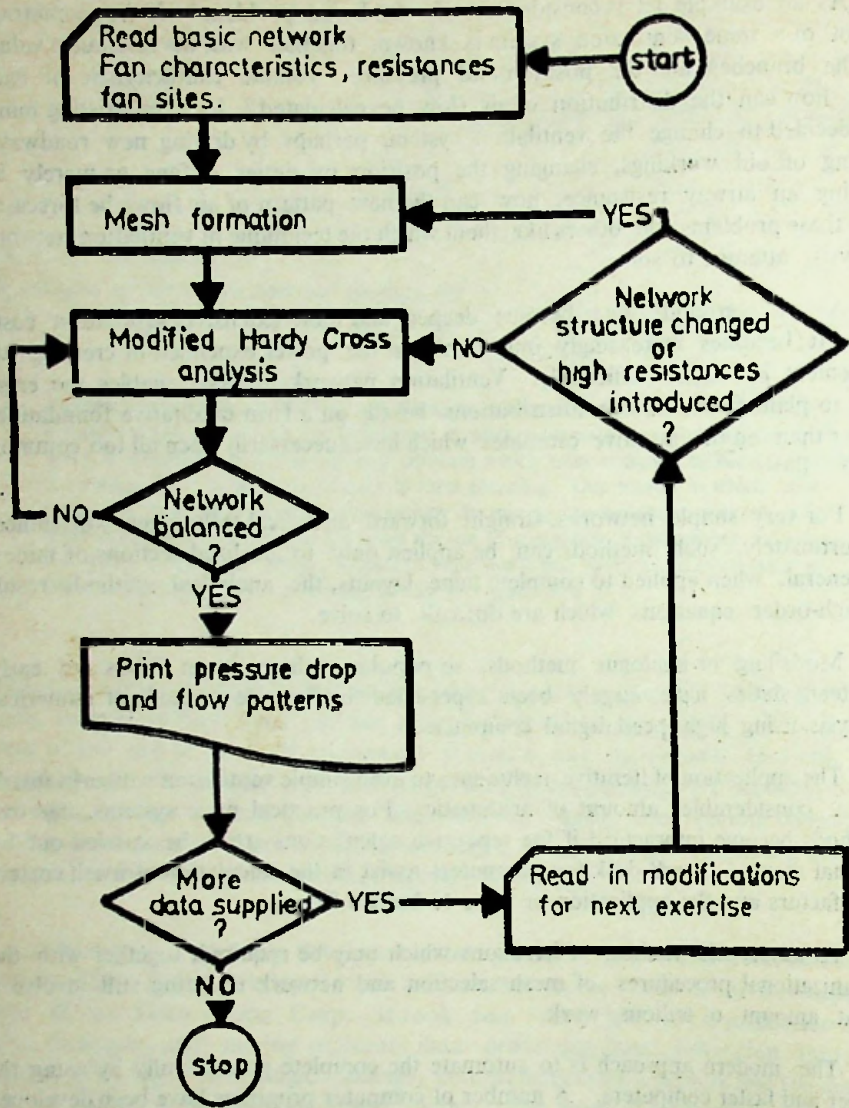 Read basic network
Fan characteristics, resistances
fan sites.
start
Mesh formation
YES
Modified Hardy Cross
analysis
NO
Network
structure changed
or
high resistances
introduced
?
NO
Network
balanced
?
YES
Print pressure drop
and flow patterns
More
data supplied
?
YES
Read in modifications
for next exercise
NO
stop